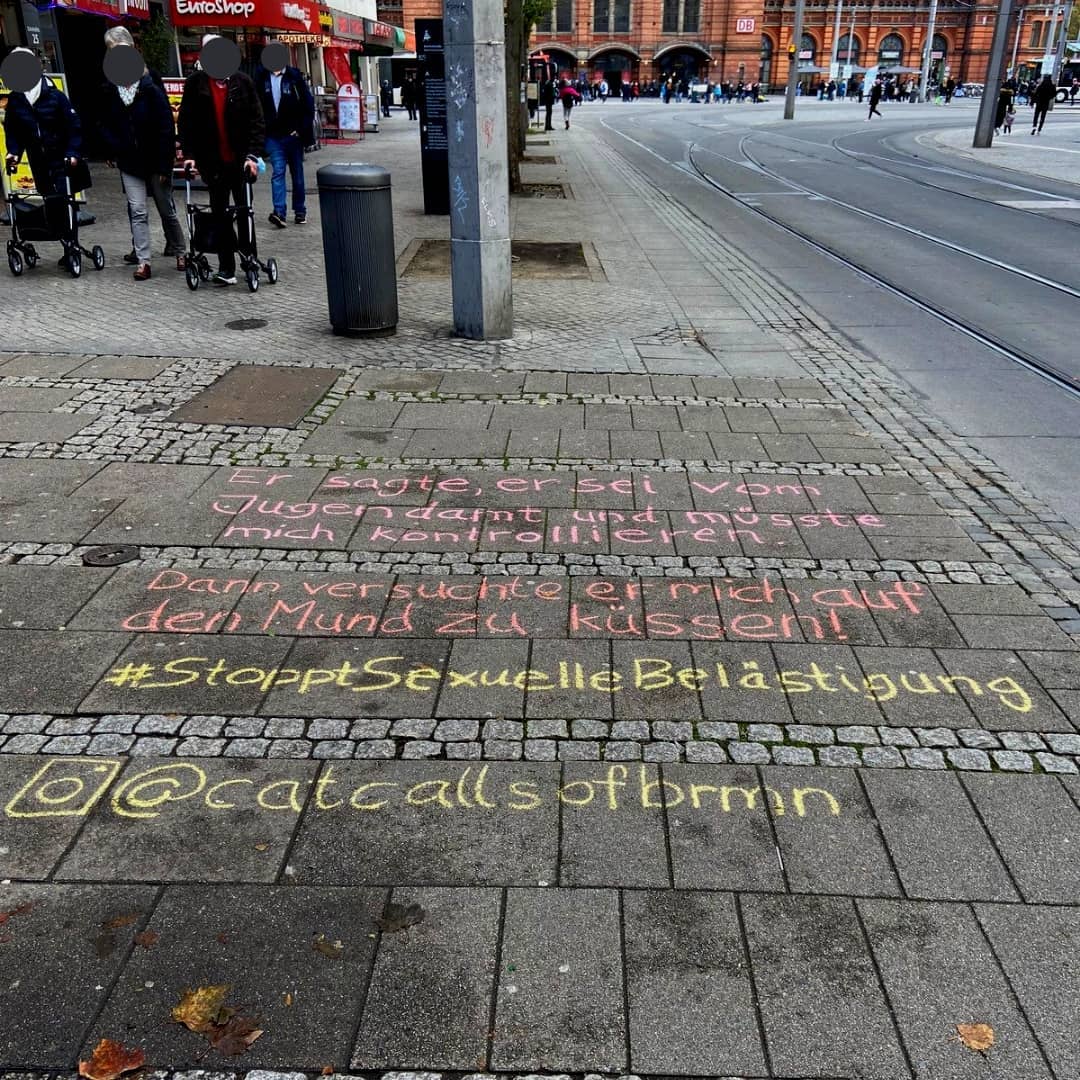 EUROSHOP
APOTHEKE
DB
25
Er sagte, er sei vom
Jugendamt und müsste
mich kontrollieren.
Dann versuchte er mich auf
den Mund zu küssen!
#StopptSexuelleBelästigung
@catcallsofbrmn